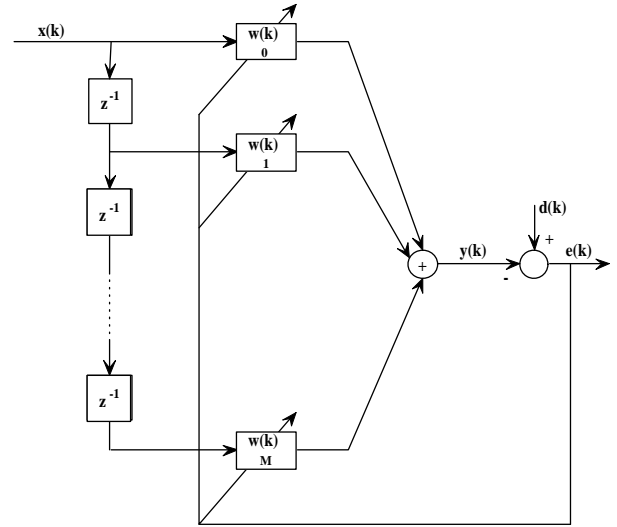 x(k)
w(k)
0
z-1
w(k)
1
z-1
d(k)
+
+
y(k)
-
e(k)
z-1
w(k)
M